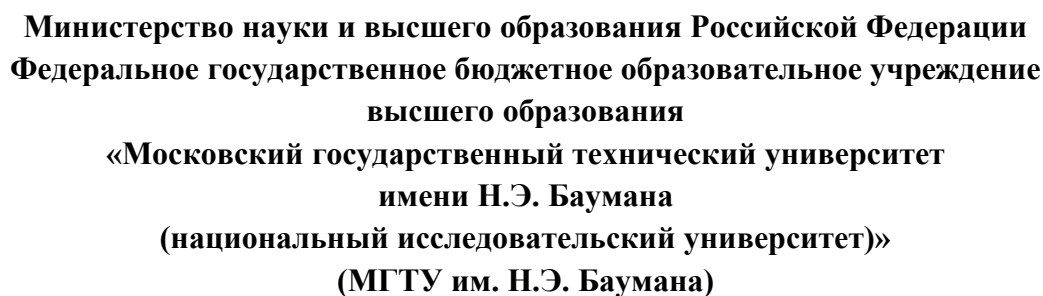 Министерство науки и высшего образования Российской Федерации
Федеральное государственное бюджетное образовательное учреждение
высшего образования
«Московский государственный технический университет
имени Н.Э. Баумана
(национальный исследовательский университет)»
(МГТУ им. Н.Э. Баумана)